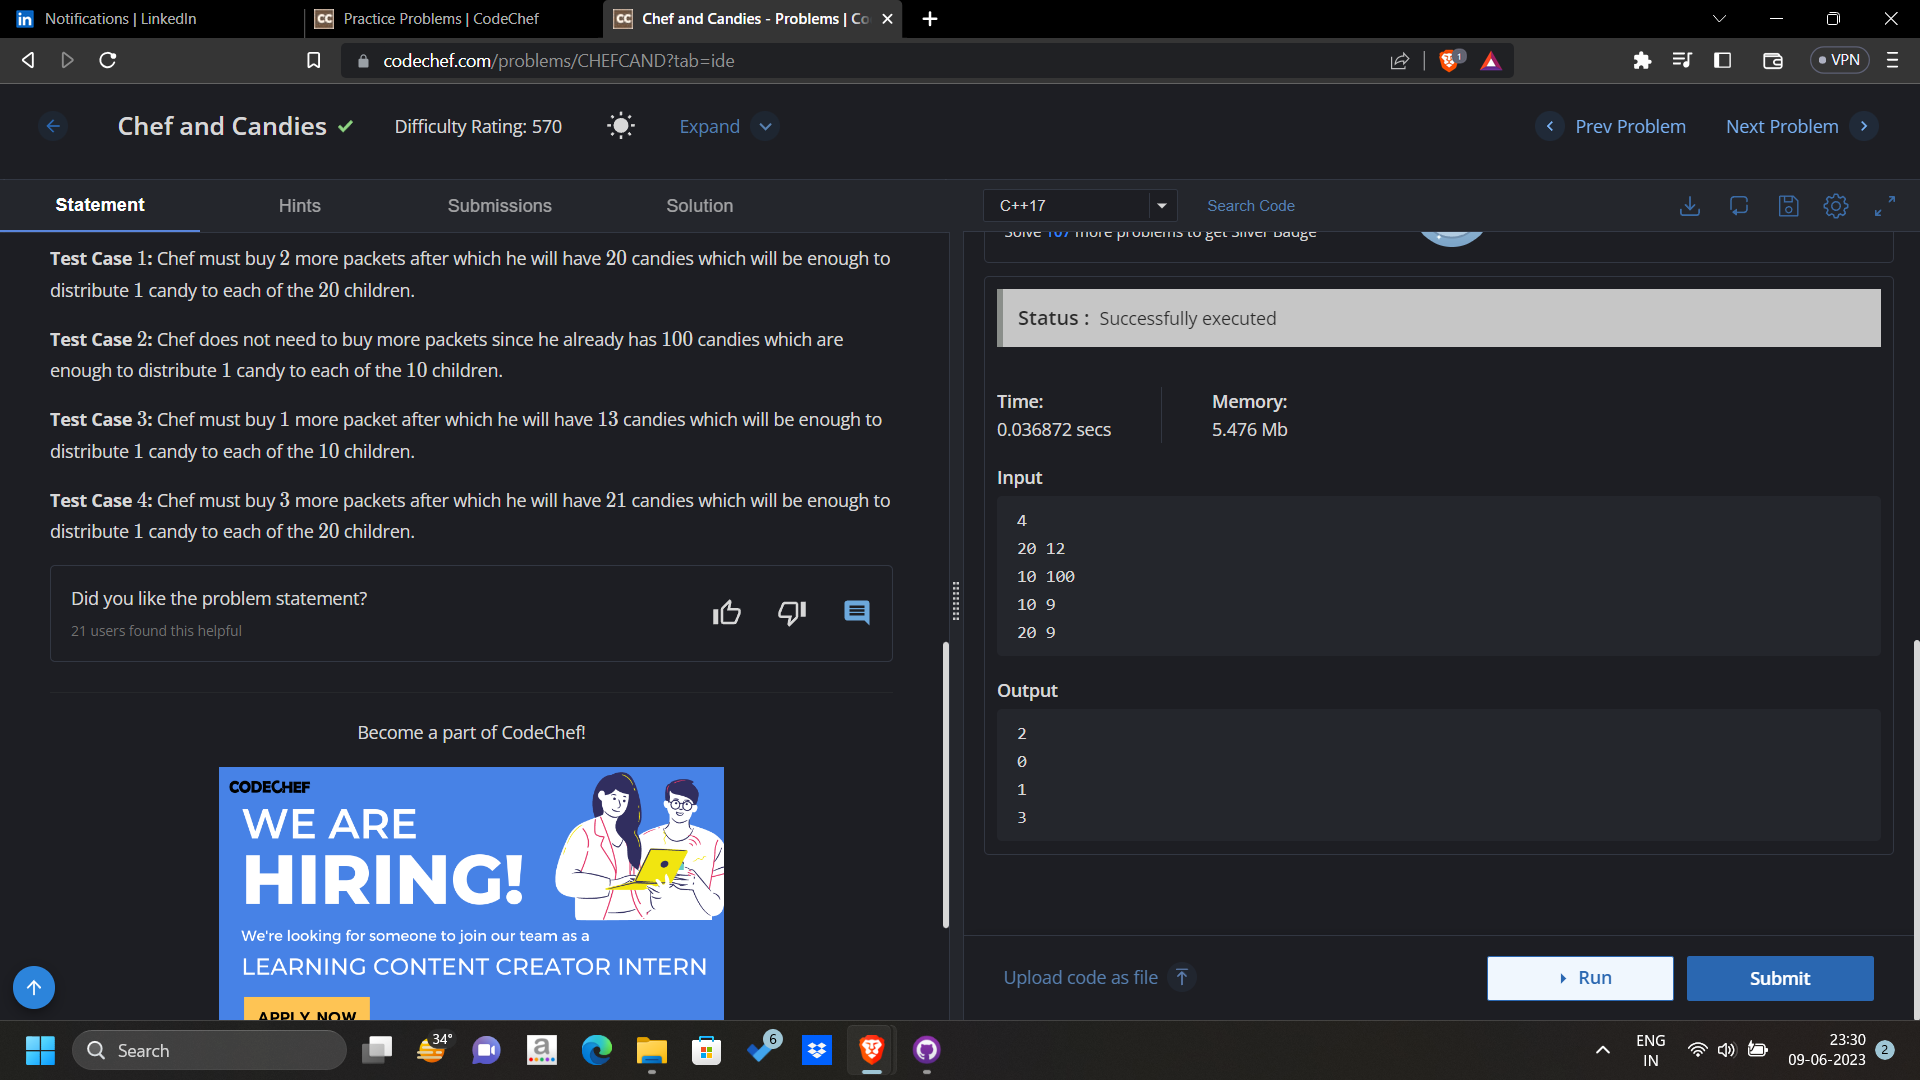 Notifications | LinkedIn
Practice Problems | CodeChef
Chef and Candies - Problems | Co
codechef.com/problems/CHEFCAND?tab=ide
1
VPN
Chef and Candies
Difficulty Rating: 570
Expand
Prev Problem
Next Problem
Statement
Hints
Submissions
Solution
Test Case 1: Chef must buy 2 more packets after which he will have 20 candies which will be enough to
distribute 1 candy to each of the 20 children.
Test Case 2: Chef does not need to buy more packets since he already has 100 candies which are
enough to distribute 1 candy to each of the 10 children.
Test Case 3: Chef must buy 1 more packet after which he will have 13 candies which will be enough to
distribute 1 candy to each of the 10 children.
Test Case 4: Chef must buy 3 more packets after which he will have 21 candies which will be enough to
distribute 1 candy to each of the 20 children.
Did you like the problem statement?
21 users found this helpful
Become a part of CodeChef!
CODECHEF
WE ARE
HIRING!
We're looking for someone to join our team as a
LEARNING CONTENT CREATOR INTERN
APPLY NOW
C++17
Search Code
Solve 107 more problems to get Silver Badge
Status : Successfully executed
Time:
0.036872 secs
Memory:
5.476 Mb
Input
4
20 12
10 100
10 9
20 9
Output
2
0
1
3
Upload code as file
Run
Submit
Search
34°
6
ENG
IN
23:30
09-06-2023
2